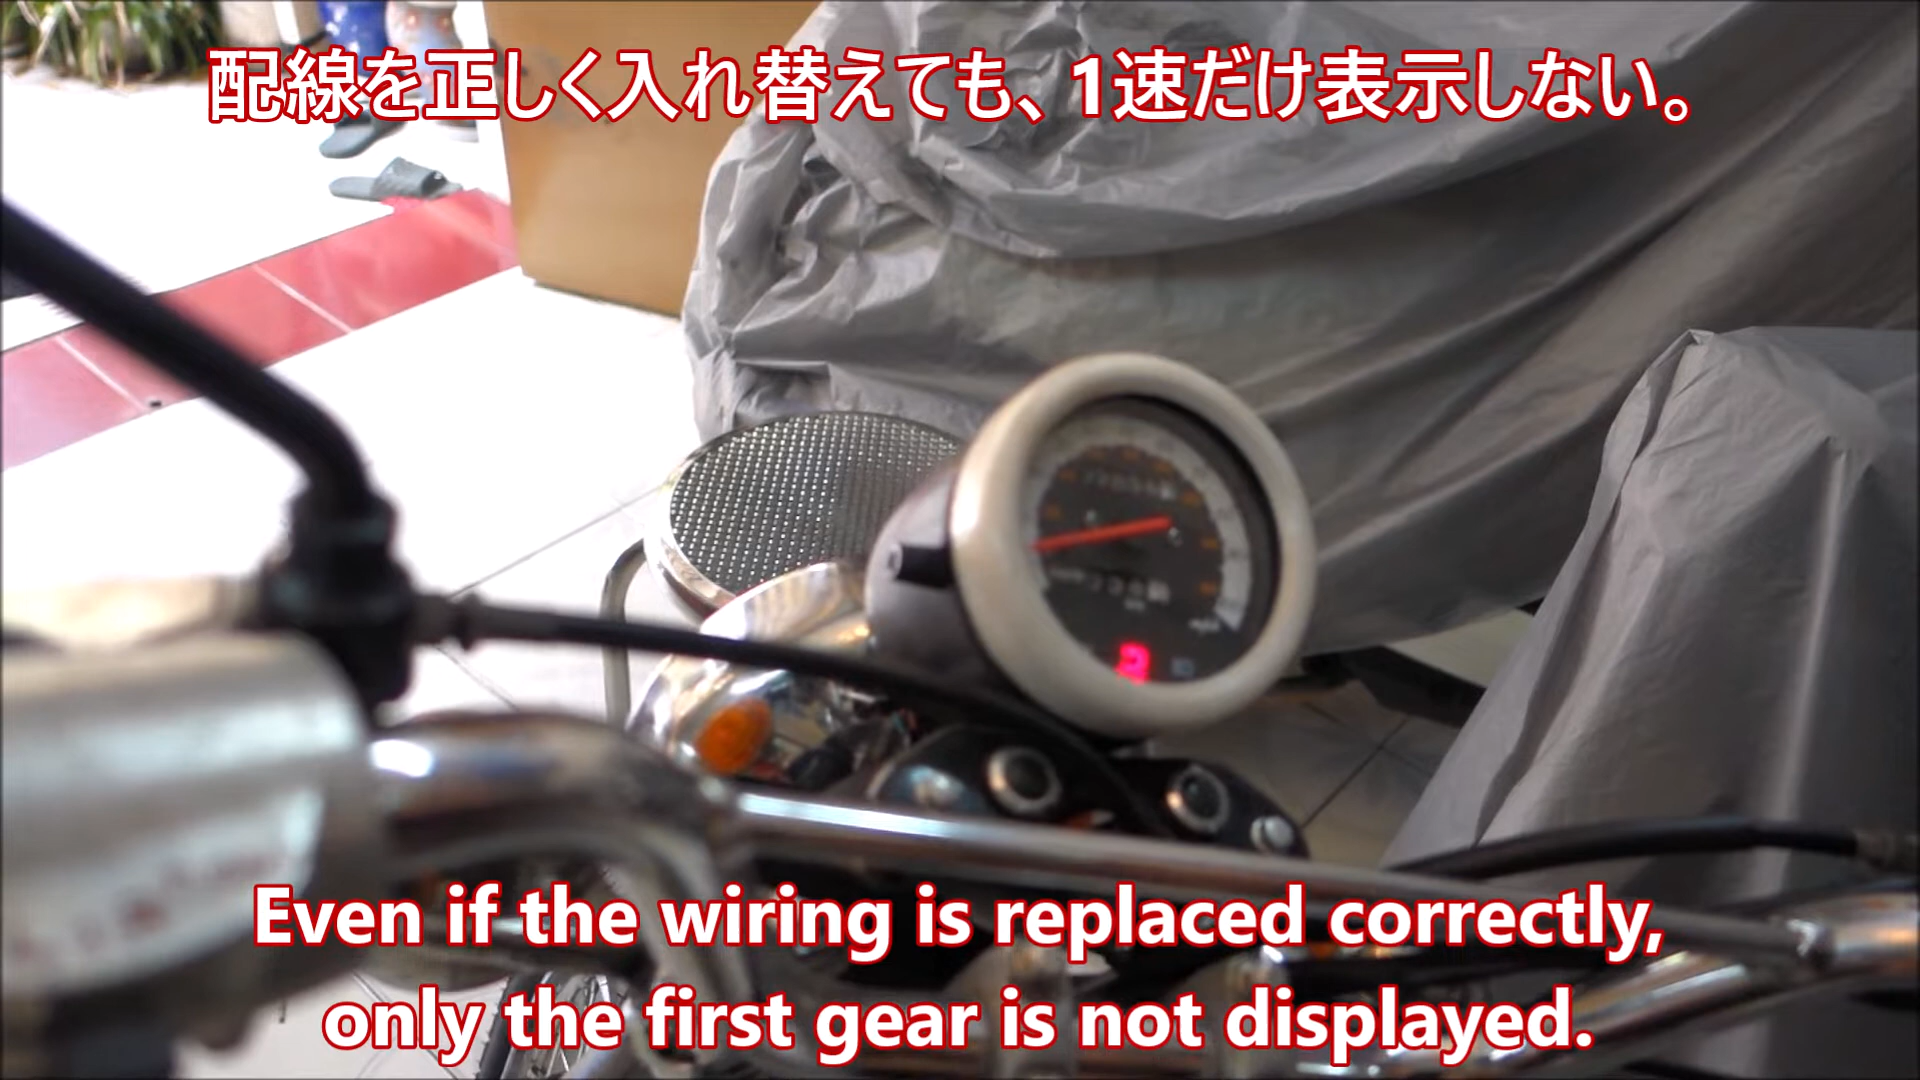 配線を正しく入れ替えても、1速だけ表示しない。
Even if the wiring is replaced correctly,
only the first gear is not displayed.